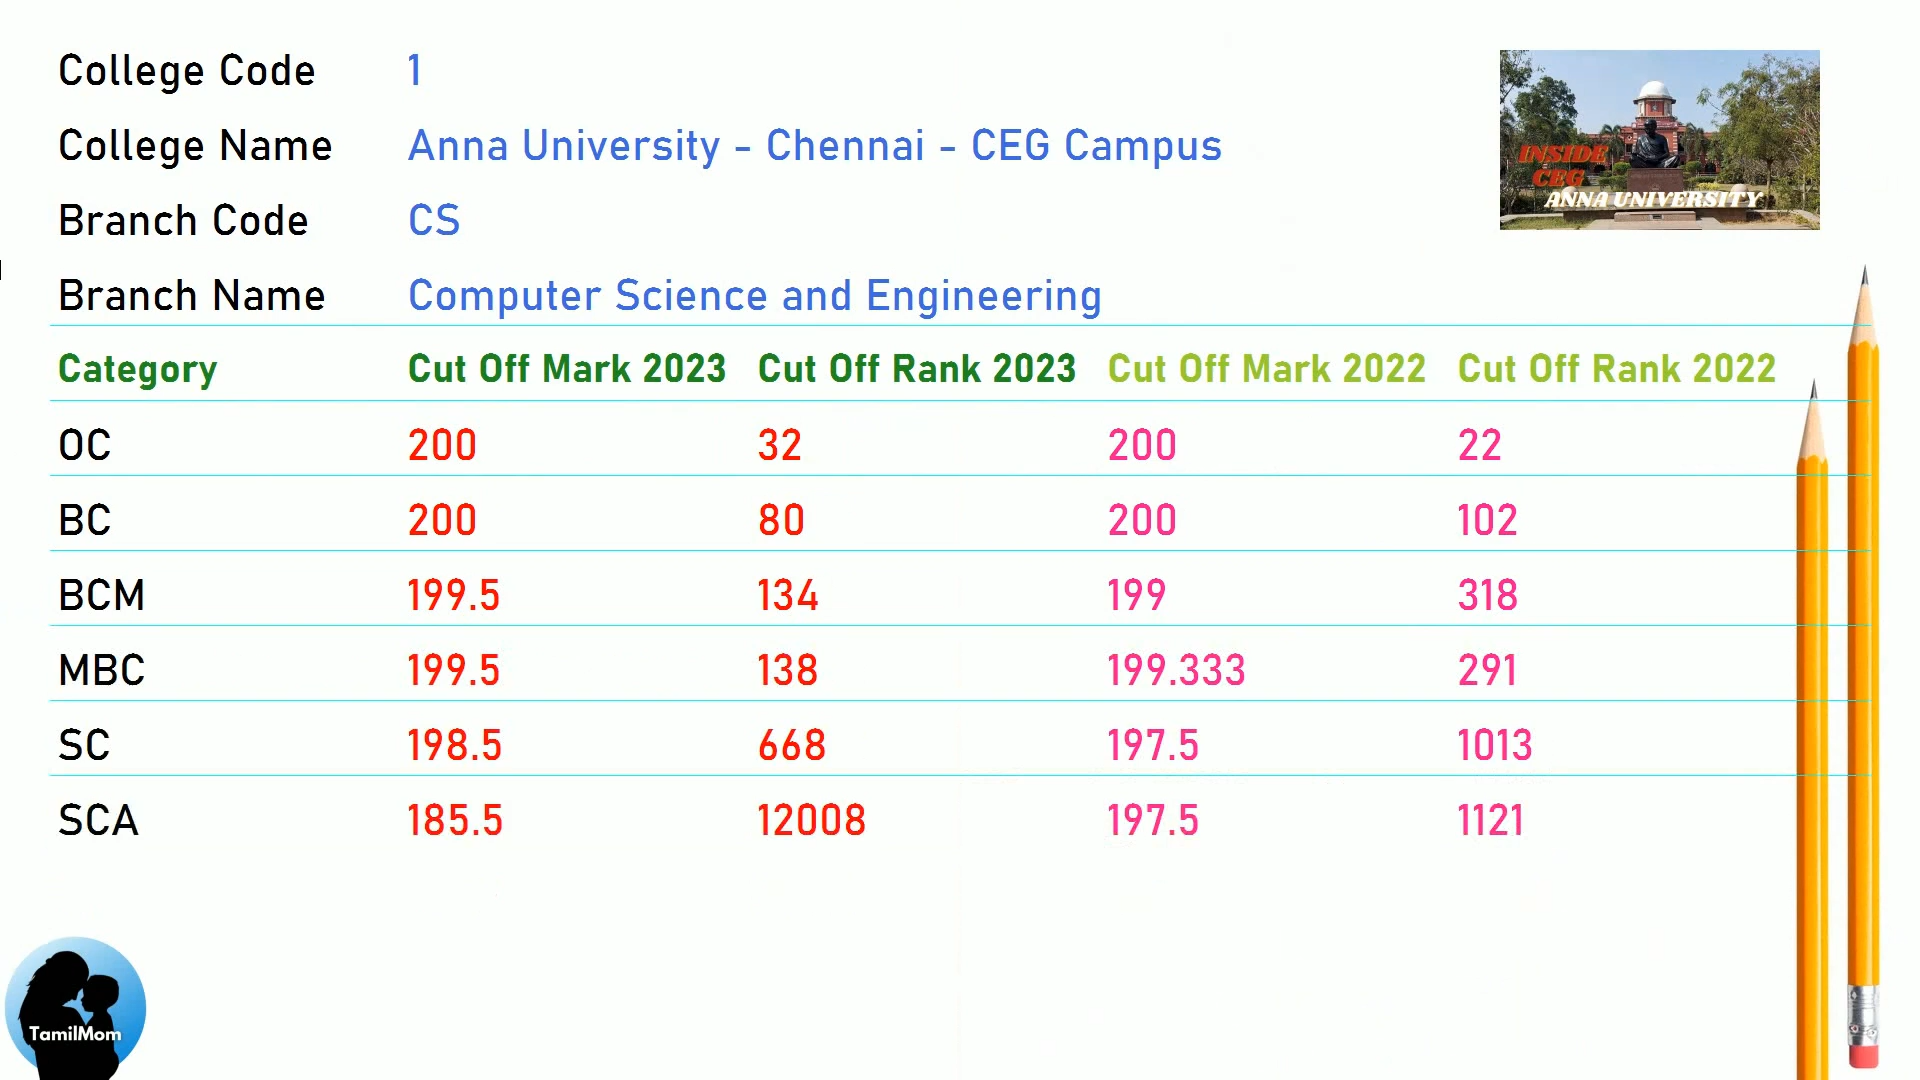 College Code 1
College Name Anna University - Chennai - CEG Campus
INSIDE
CEG
ANNA UNIVERSITY
Branch Code CS
Branch Name Computer Science and Engineering
Category Cut Off Mark 2023 Cut Off Rank 2023 Cut Off Mark 2022 Cut Off Rank 2022
OC 200 32 200 22
BC 200 80 200 102
BCM 199.5 134 199 318
MBC 199.5 138 199.333 291
SC 198.5 668 197.5 1013
SCA 185.5 12008 197.5 1121
TamilMom